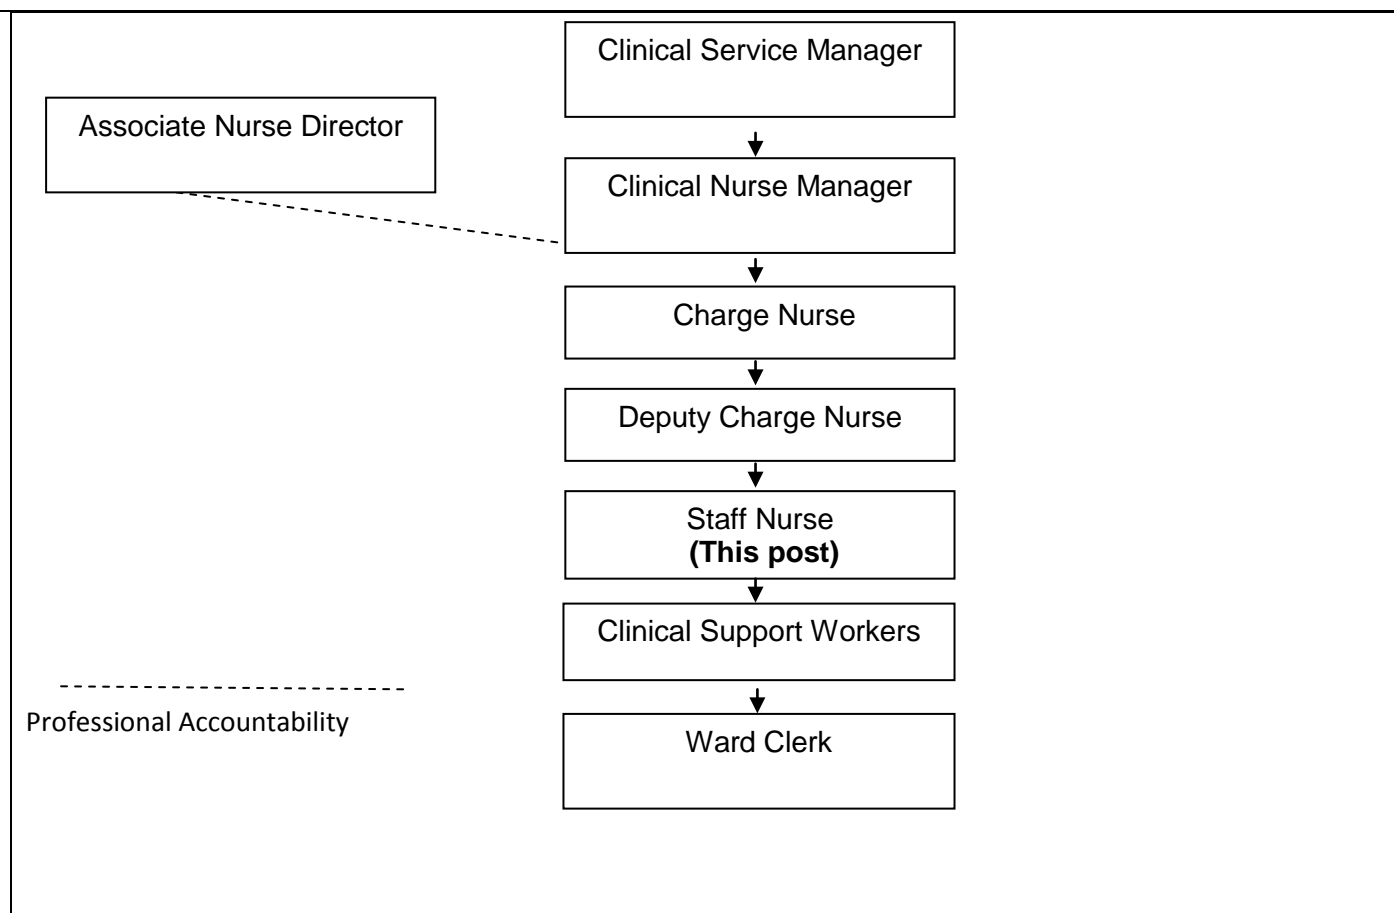 Clinical Service Manager
Associate Nurse Director
Clinical Nurse Manager
Charge Nurse
Deputy Charge Nurse
Staff Nurse
(This post)
Clinical Support Workers
Professional Accountability
Ward Clerk